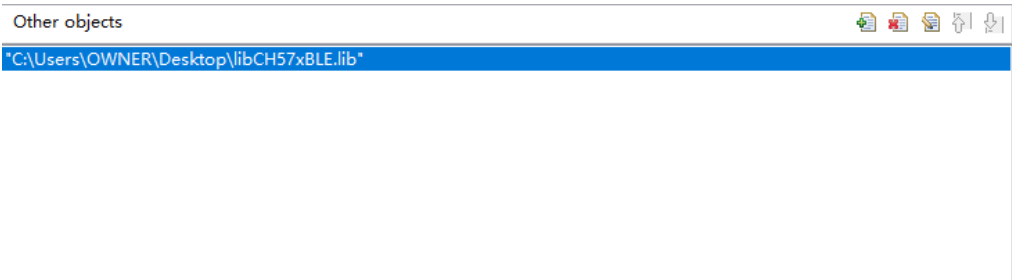 Other objects
"C:\Users\OWNER\Desktop\libCH57xBLE.lib"